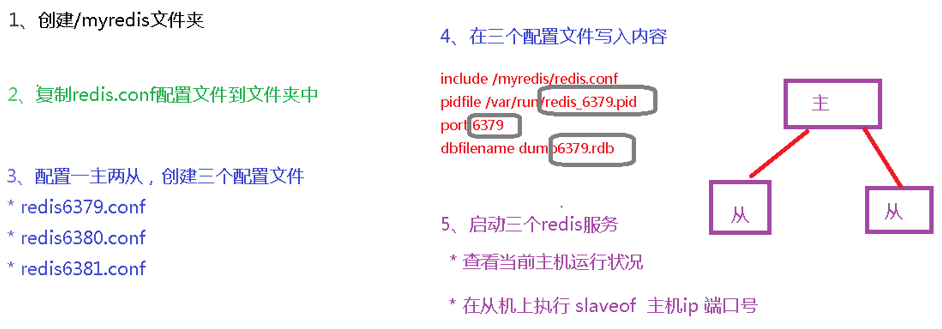 1、创建/myredis文件夹
2、复制redis.conf配置文件到文件夹中
3、配置一主两从，创建三个配置文件
* redis6379.conf
* redis6380.conf
* redis6381.conf
4、在三个配置文件写入内容
include /myredis/redis.conf
pidfile /var/run/redis_6379.pid
port 6379
dbfilename dump6379.rdb
5、启动三个redis服务
* 查看当前主机运行状况
* 在从机上执行 slaveof 主机ip 端口号
主
从
从